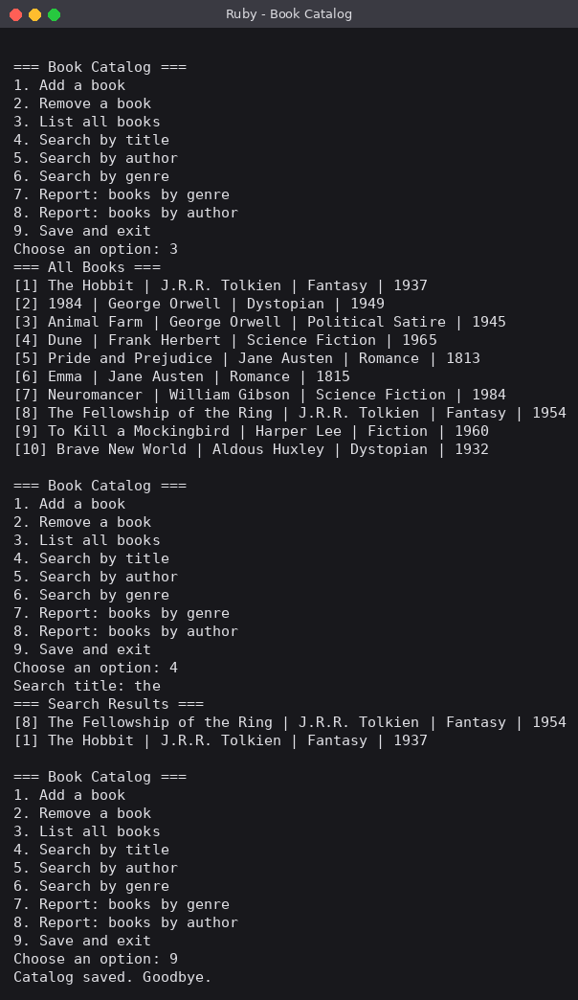 Ruby - Book Catalog
=== Book Catalog ===
1. Add a book
2. Remove a book
3. List all books
4. Search by title
5. Search by author
6. Search by genre
7. Report: books by genre
8. Report: books by author
9. Save and exit
Choose an option: 3
=== All Books ===
[1] The Hobbit | J.R.R. Tolkien | Fantasy | 1937
[2] 1984 | George Orwell | Dystopian | 1949
[3] Animal Farm | George Orwell | Political Satire | 1945
[4] Dune | Frank Herbert | Science Fiction | 1965
[5] Pride and Prejudice | Jane Austen | Romance | 1813
[6] Emma | Jane Austen | Romance | 1815
[7] Neuromancer | William Gibson | Science Fiction | 1984
[8] The Fellowship of the Ring | J.R.R. Tolkien | Fantasy | 1954
[9] To Kill a Mockingbird | Harper Lee | Fiction | 1960
[10] Brave New World | Aldous Huxley | Dystopian | 1932
=== Book Catalog ===
1. Add a book
2. Remove a book
3. List all books
4. Search by title
5. Search by author
6. Search by genre
7. Report: books by genre
8. Report: books by author
9. Save and exit
Choose an option: 4
Search title: the
=== Search Results ===
[8] The Fellowship of the Ring | J.R.R. Tolkien | Fantasy | 1954
[1] The Hobbit | J.R.R. Tolkien | Fantasy | 1937
=== Book Catalog ===
1. Add a book
2. Remove a book
3. List all books
4. Search by title
5. Search by author
6. Search by genre
7. Report: books by genre
8. Report: books by author
9. Save and exit
Choose an option: 9
Catalog saved. Goodbye.